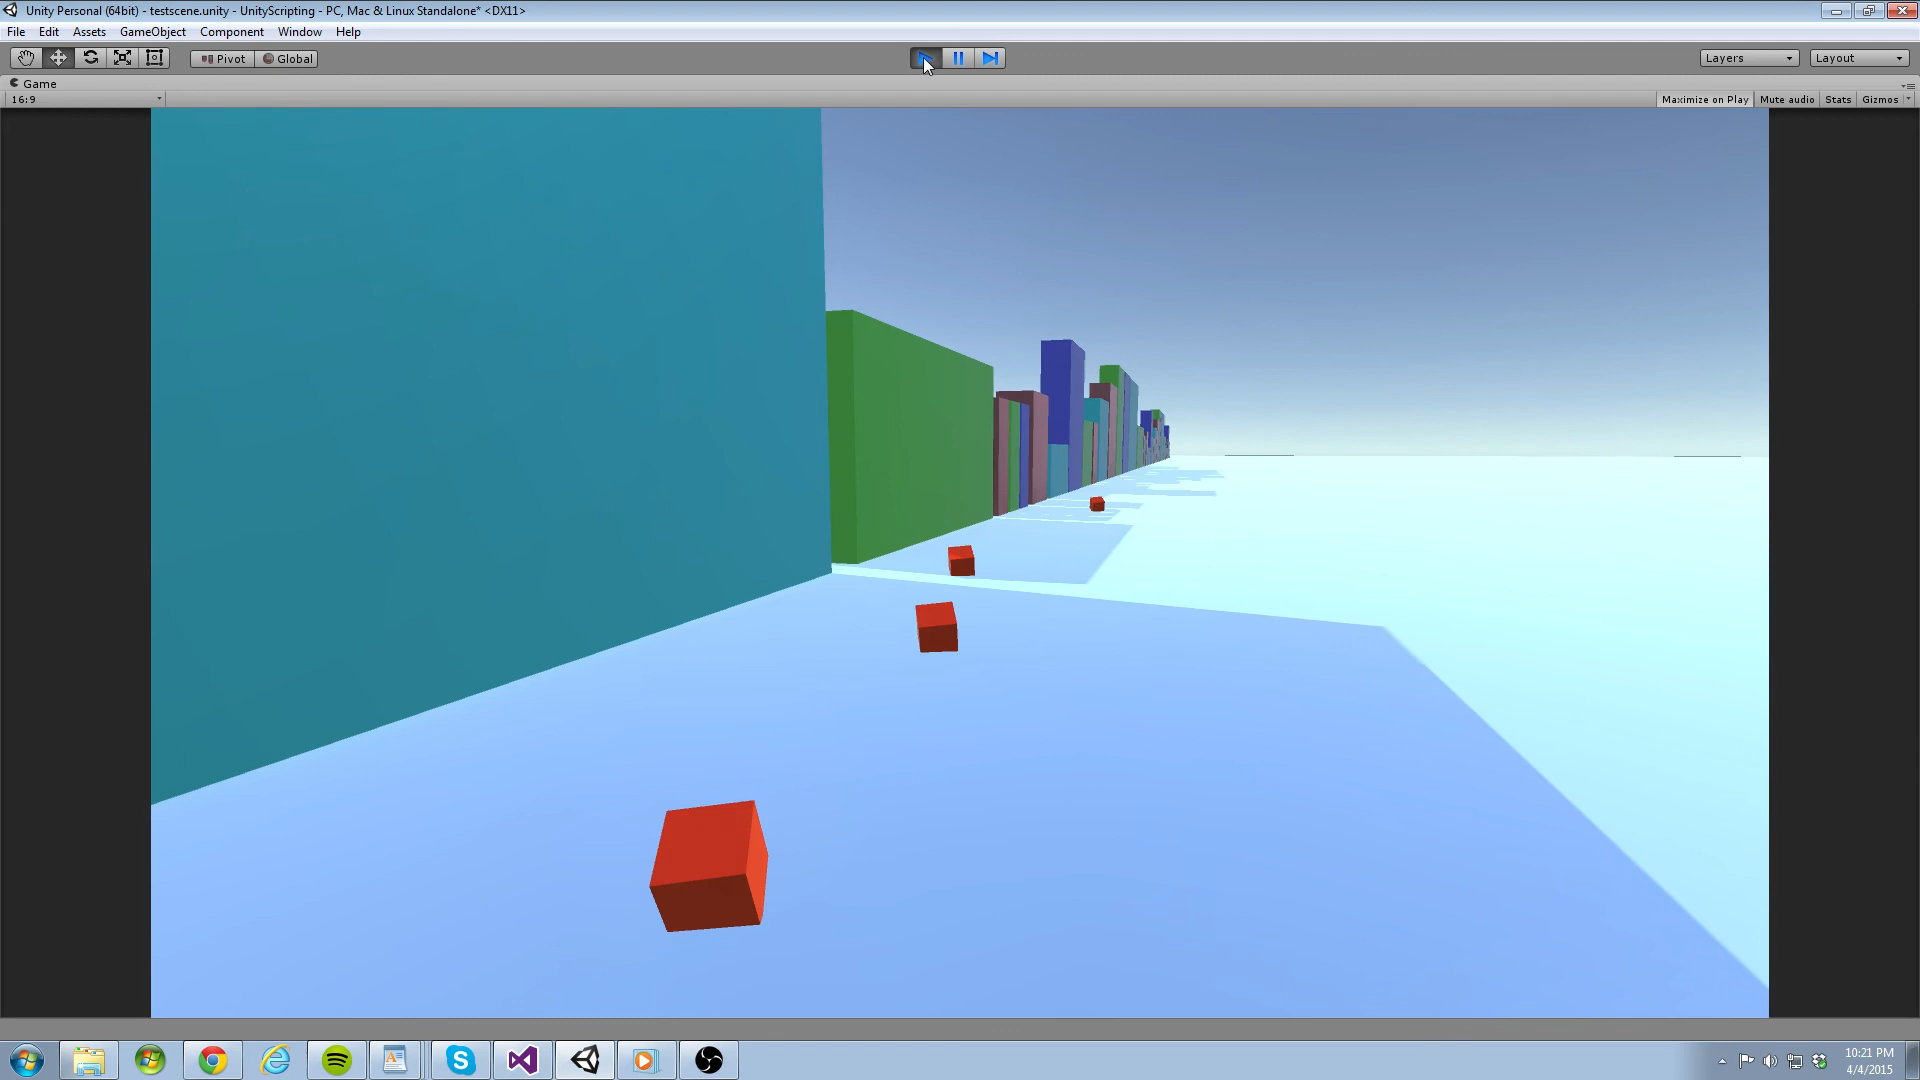 Unity Personal (64bit) - testscene.unity - UnityScripting - PC, Mac & Linux Standalone* <DX11>
File Edit Assets GameObject Component Window Help
Pivot Global Layers Layout
Game
16:9 Maximize on Play Mute audio Stats Gizmos
10:21 PM
4/4/2015